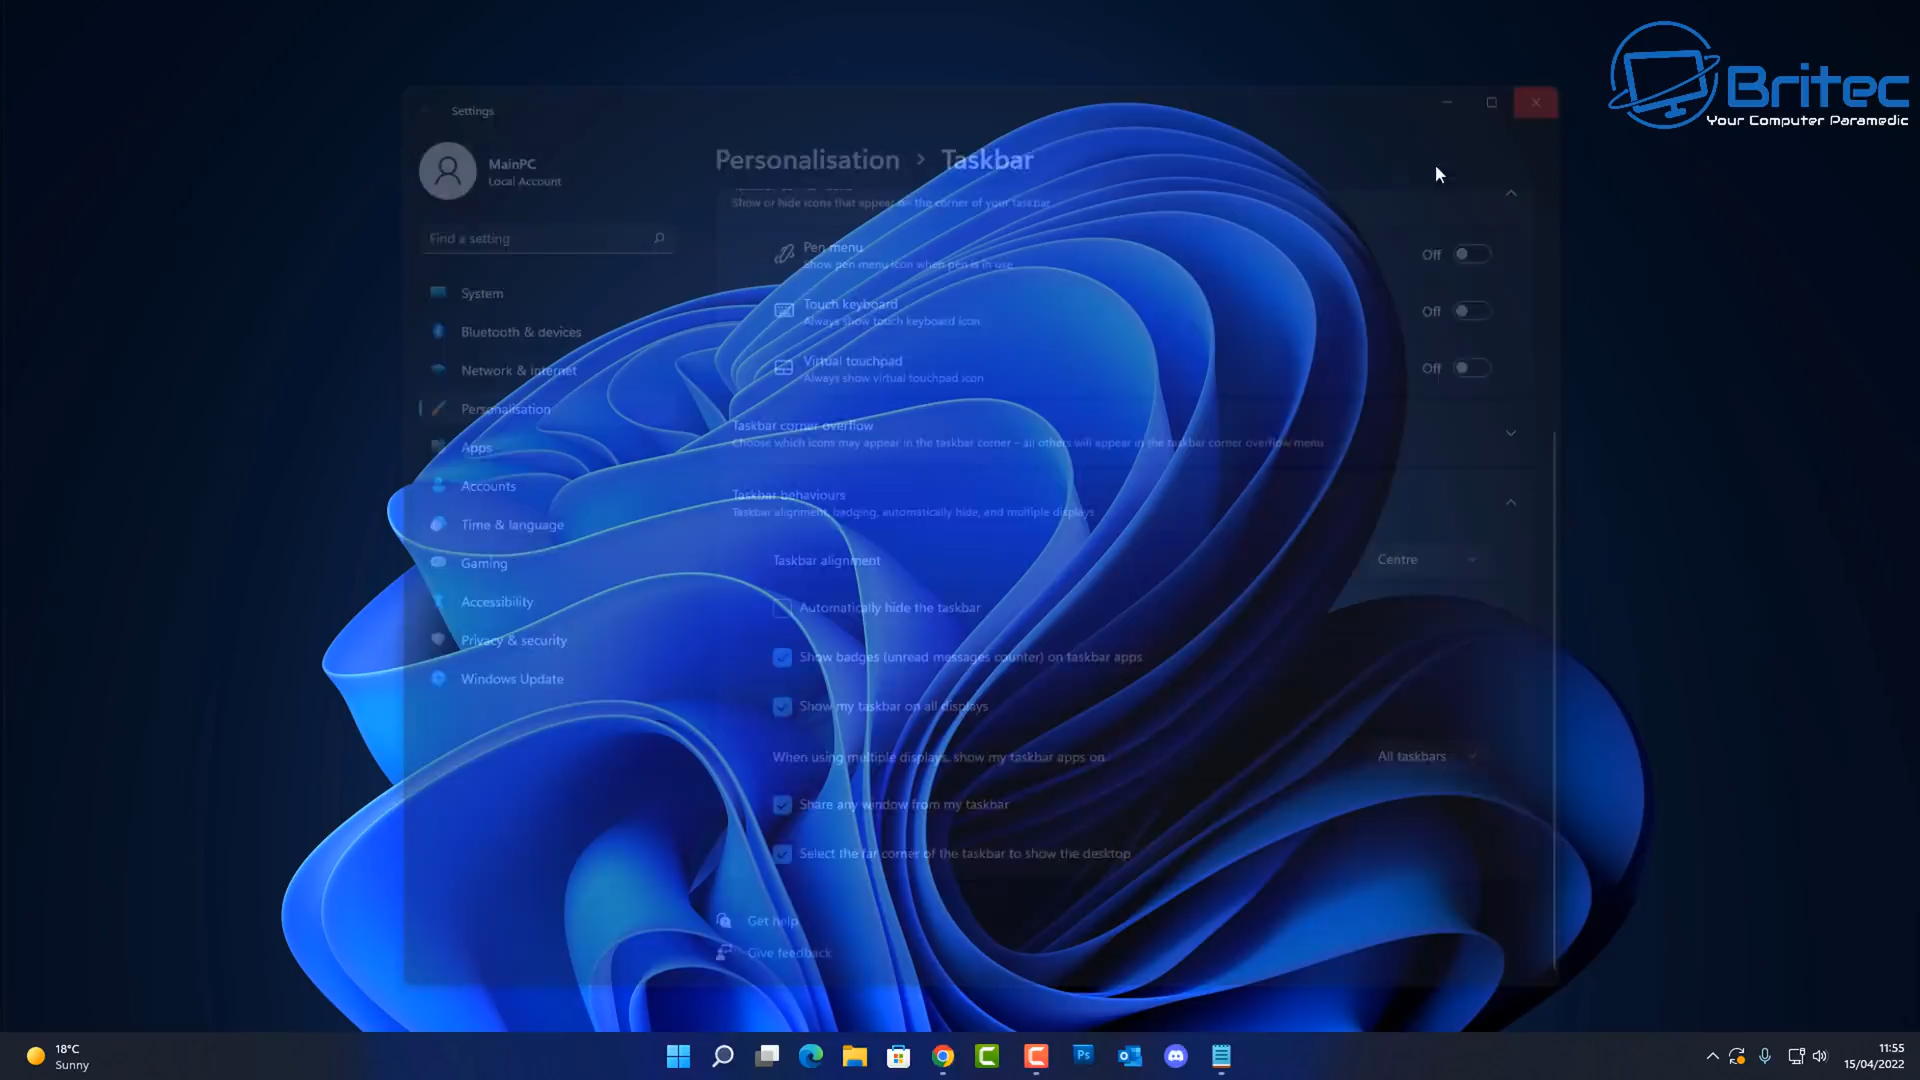 Britec
Your Computer Paramedic
Settings
MainPC
Local Account
Find a setting
System
Bluetooth & devices
Network & internet
Personalisation
Apps
Accounts
Time & language
Gaming
Accessibility
Privacy & security
Windows Update
Personalisation > Taskbar
Show or hide icons that appear on the corner of your taskbar
Pen menu
Show pen menu icon when pen is in use
Off
Touch keyboard
Always show touch keyboard icon
Off
Virtual touchpad
Always show virtual touchpad icon
Off
Taskbar corner overflow
Choose which icons may appear in the taskbar corner – all others will appear in the taskbar corner overflow menu
Taskbar behaviours
Taskbar alignment, badging, automatically hide, and multiple displays
Taskbar alignment
Centre
Automatically hide the taskbar
Show badges (unread messages counter) on taskbar apps
Show my taskbar on all displays
When using multiple displays, show my taskbar apps on
All taskbars
Share any window from my taskbar
Select the far corner of the taskbar to show the desktop
Get help
Give feedback
18°C
Sunny
Ps
11:55
15/04/2022